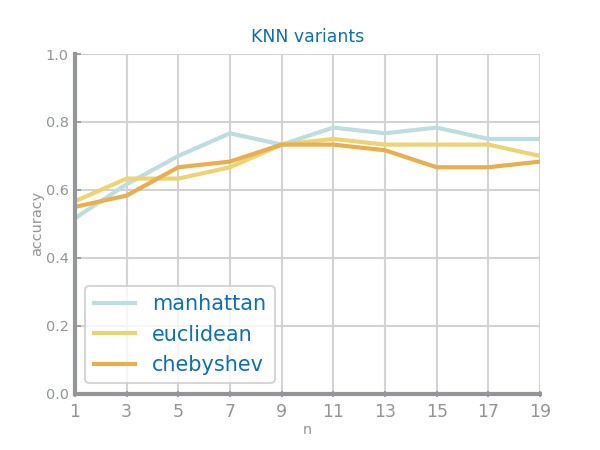 KNN variants
1.0
0.8
0.6
0.4
0.2
0.0
accuracy
manhattan
euclidean
chebyshev
1 3 5 7 9 11 13 15 17 19
n